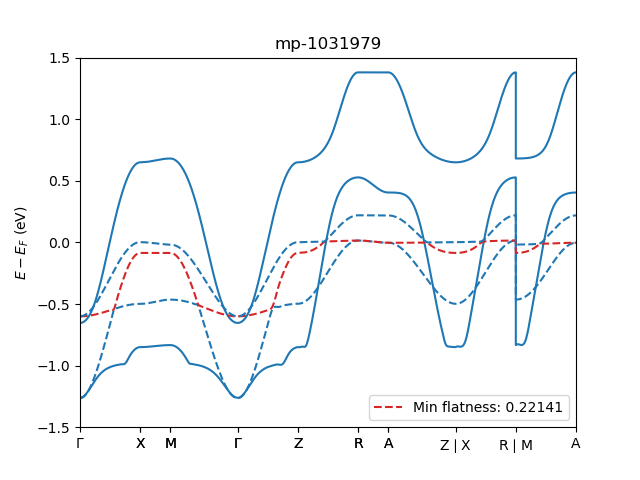 mp-1031979
1.5
1.0
0.5
0.0
−0.5
−1.0
−1.5
E − E_F (eV)
Min flatness: 0.22141
Γ X M Γ Z R A Z | X R | M A